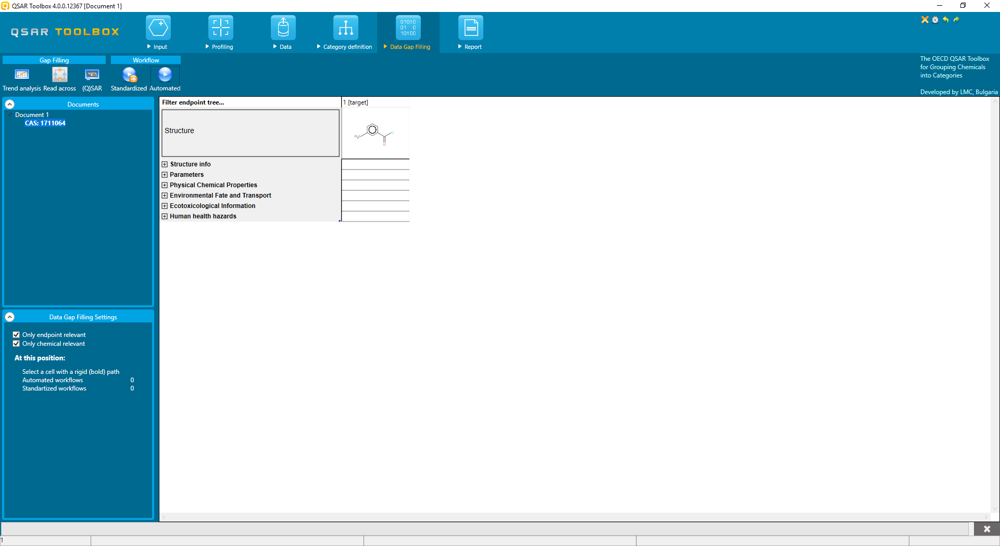 QSAR Toolbox 4.0.0.12367 [Document 1]
QSAR TOOLBOX
01010
01 0
10100
Input
Profiling
Data
Category definition
Data Gap Filling
Report
Gap Filling
Workflow
Trend analysis
Read across
(Q)SAR
Standardized
Automated
The OECD QSAR Toolbox
for Grouping Chemicals
into Categories
Developed by LMC, Bulgaria
Documents
Document 1
CAS: 1711064
Filter endpoint tree...
1 [target]
Structure
H3C
O
Structure info
Parameters
Physical Chemical Properties
Environmental Fate and Transport
Ecotoxicological Information
Human health hazards
Data Gap Filling Settings
Only endpoint relevant
Only chemical relevant
At this position:
Select a cell with a rigid (bold) path
Automated workflows 0
Standartized workflows 0
1